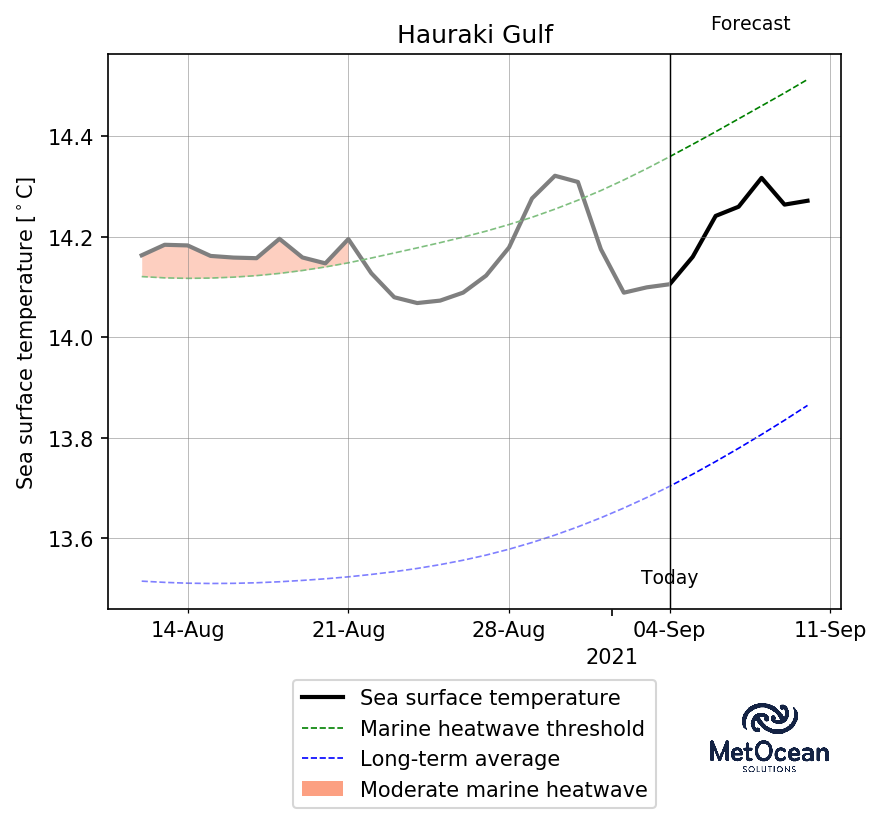 Forecast
Hauraki Gulf
Sea surface temperature [°C]
14.4
14.2
14.0
13.8
13.6
Today
14-Aug 21-Aug 28-Aug 04-Sep 11-Sep
2021
Sea surface temperature
Marine heatwave threshold
Long-term average
Moderate marine heatwave
MetOcean
SOLUTIONS